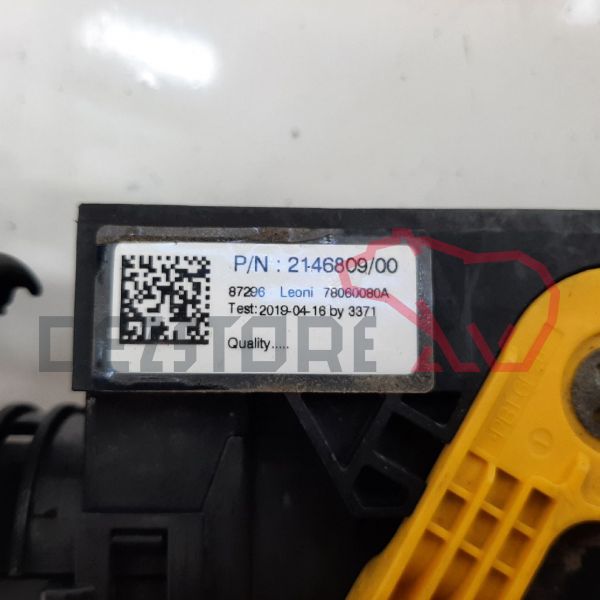 P/N : 2146809/00
87296 Leoni 78060080A
Test:2019-04-16 by 3371
Quality.....
DEZSTORE